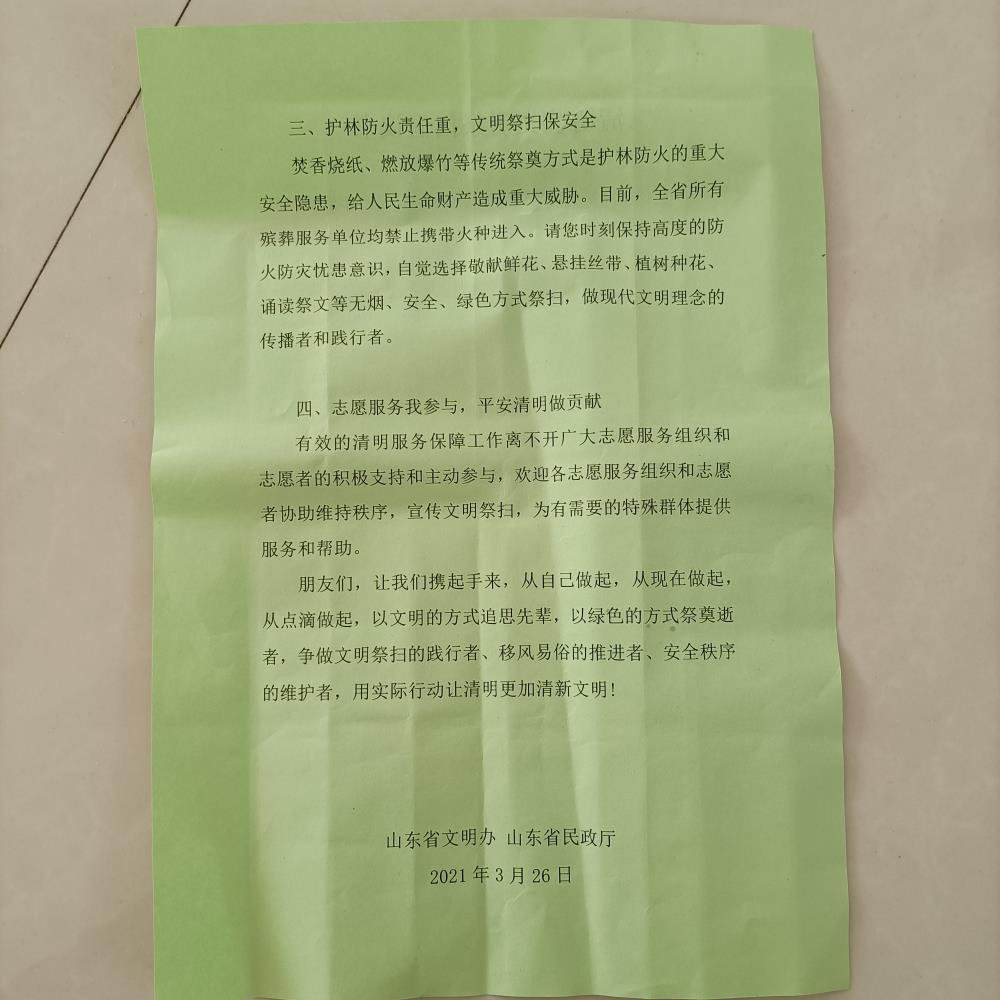 三、护林防火责任重，文明祭扫保安全
焚香烧纸、燃放爆竹等传统祭奠方式是护林防火的重大
安全隐患，给人民生命财产造成重大威胁。目前，全省所有
殡葬服务单位均禁止携带火种进入。请您时刻保持高度的防
火防灾忧患意识，自觉选择敬献鲜花、悬挂丝带、植树种花、
诵读祭文等无烟、安全、绿色方式祭扫，做现代文明理念的
传播者和践行者。
四、志愿服务我参与，平安清明做贡献
有效的清明服务保障工作离不开广大志愿服务组织和
志愿者的积极支持和主动参与，欢迎各志愿服务组织和志愿
者协助维持秩序，宣传文明祭扫，为有需要的特殊群体提供
服务和帮助。
朋友们，让我们携起手来，从自己做起，从现在做起，
从点滴做起，以文明的方式追思先辈，以绿色的方式祭奠逝
者，争做文明祭扫的践行者、移风易俗的推进者、安全秩序
的维护者，用实际行动让清明更加清新文明!
山东省文明办 山东省民政厅
2021 年 3 月 26 日